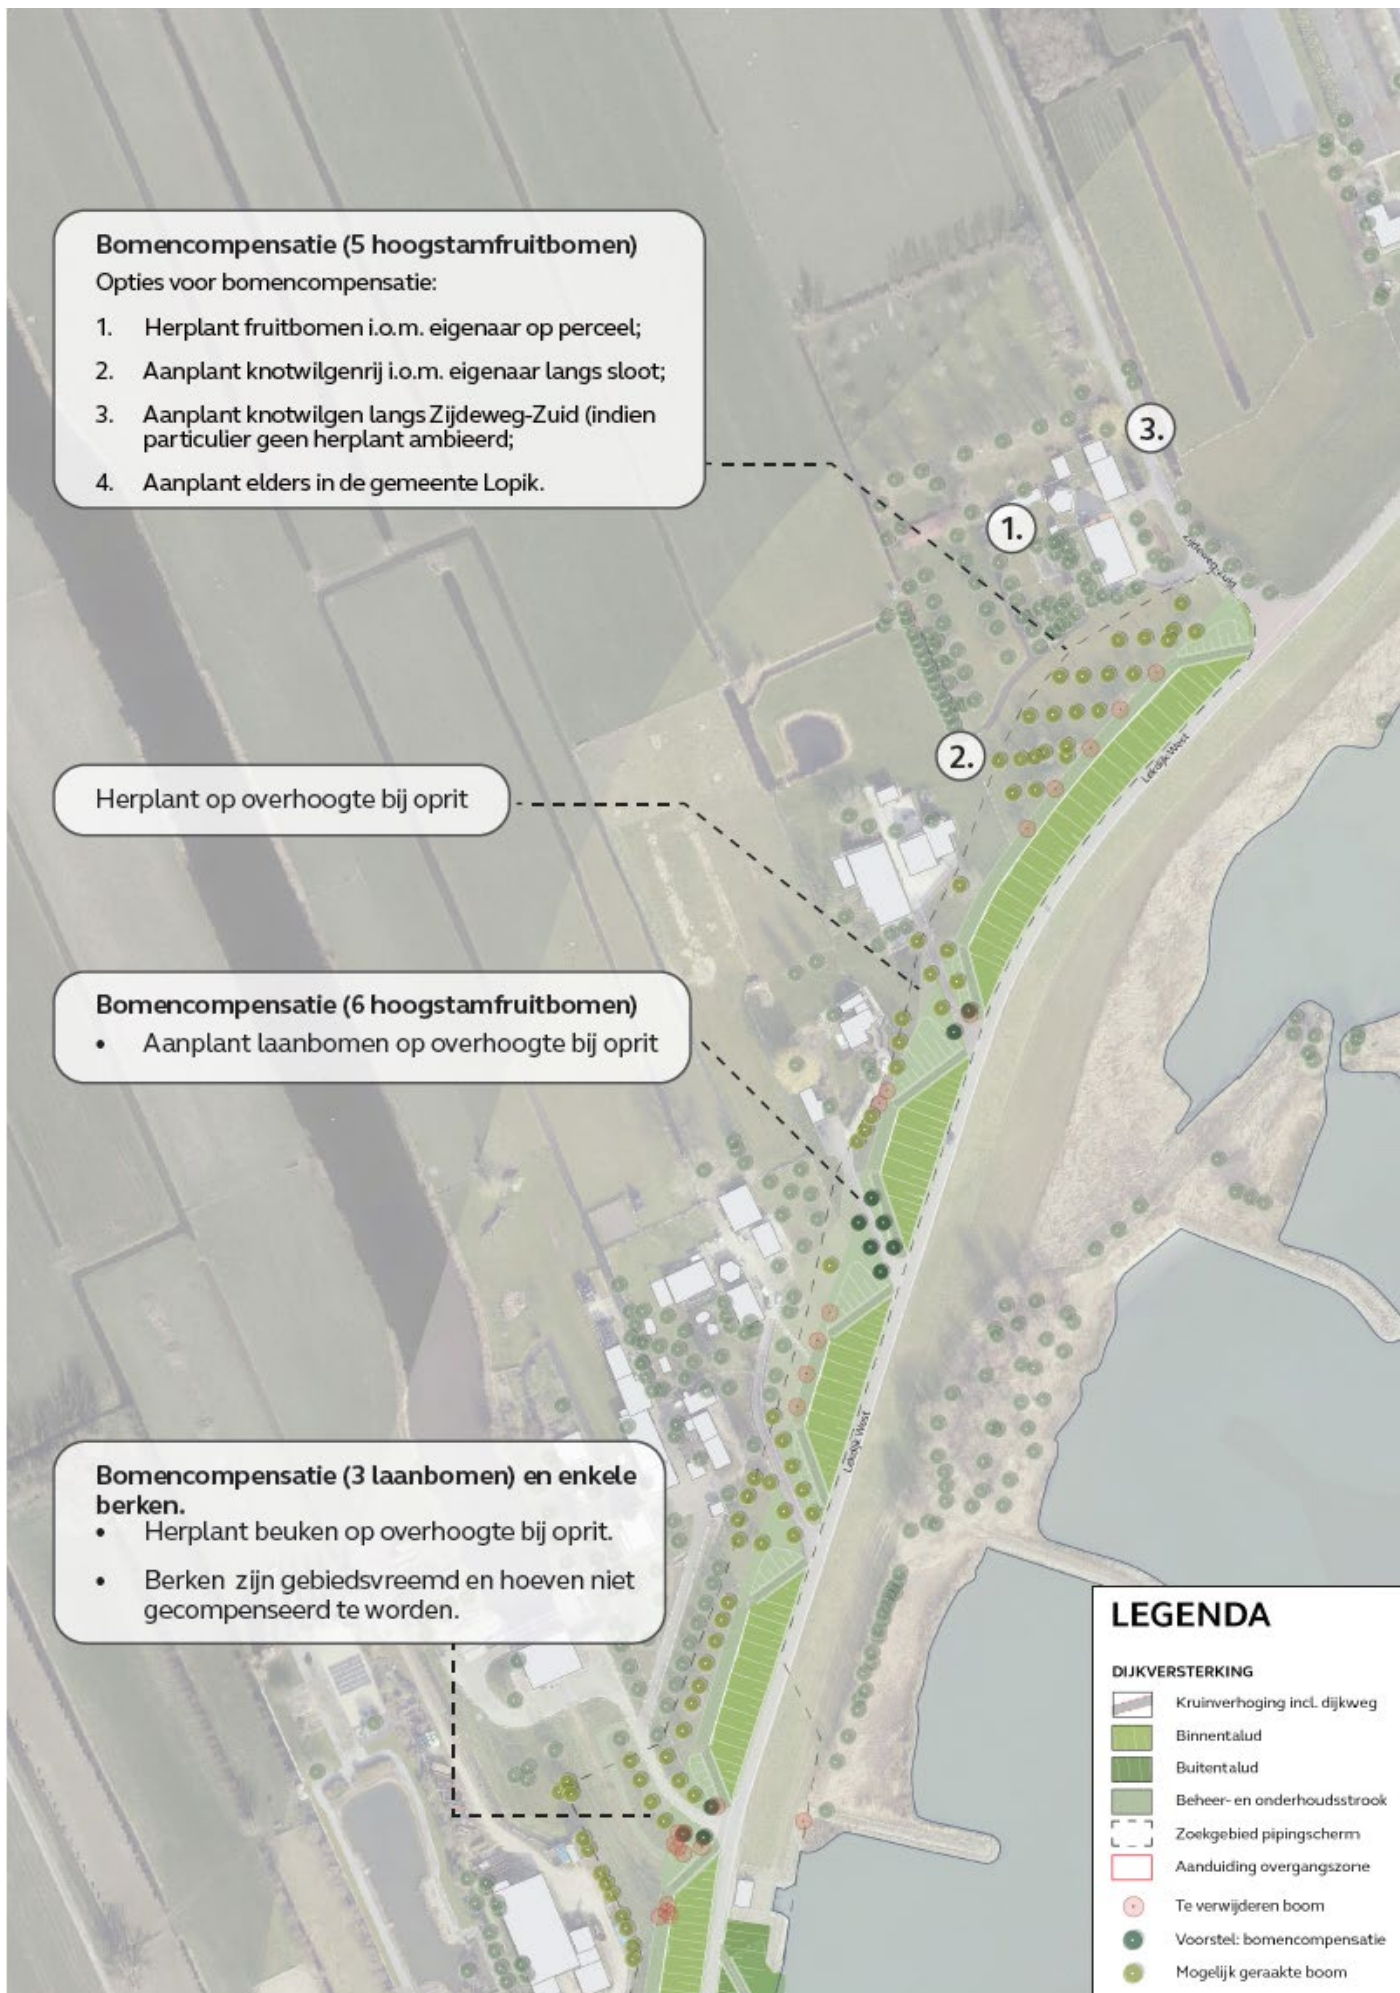 Bomencompensatie (5 hoogstamfruitbomen)
Opties voor bomencompensatie:
1. Herplant fruitbomen i.o.m. eigenaar op perceel;
2. Aanplant knotwilgenrij i.o.m. eigenaar langs sloot;
3. Aanplant knotwilgen langs Zijdeweg-Zuid (indien
particulier geen herplant ambieerd;
4. Aanplant elders in de gemeente Lopik.
3.
1.
Zijdeweg-Zuid
2.
Lekdijk West
Herplant op overhoogte bij oprit
Bomencompensatie (6 hoogstamfruitbomen)
• Aanplant laanbomen op overhoogte bij oprit
Lekdijk West
Bomencompensatie (3 laanbomen) en enkele
berken.
• Herplant beuken op overhoogte bij oprit.
• Berken zijn gebiedsvreemd en hoeven niet
gecompenseerd te worden.
LEGENDA
DIJKVERSTERKING
Kruinverhoging incl. dijkweg
Binnentalud
Buitentalud
Beheer- en onderhoudsstrook
Zoekgebied pipingscherm
Aanduiding overgangszone
Te verwijderen boom
Voorstel: bomencompensatie
Mogelijk geraakte boom